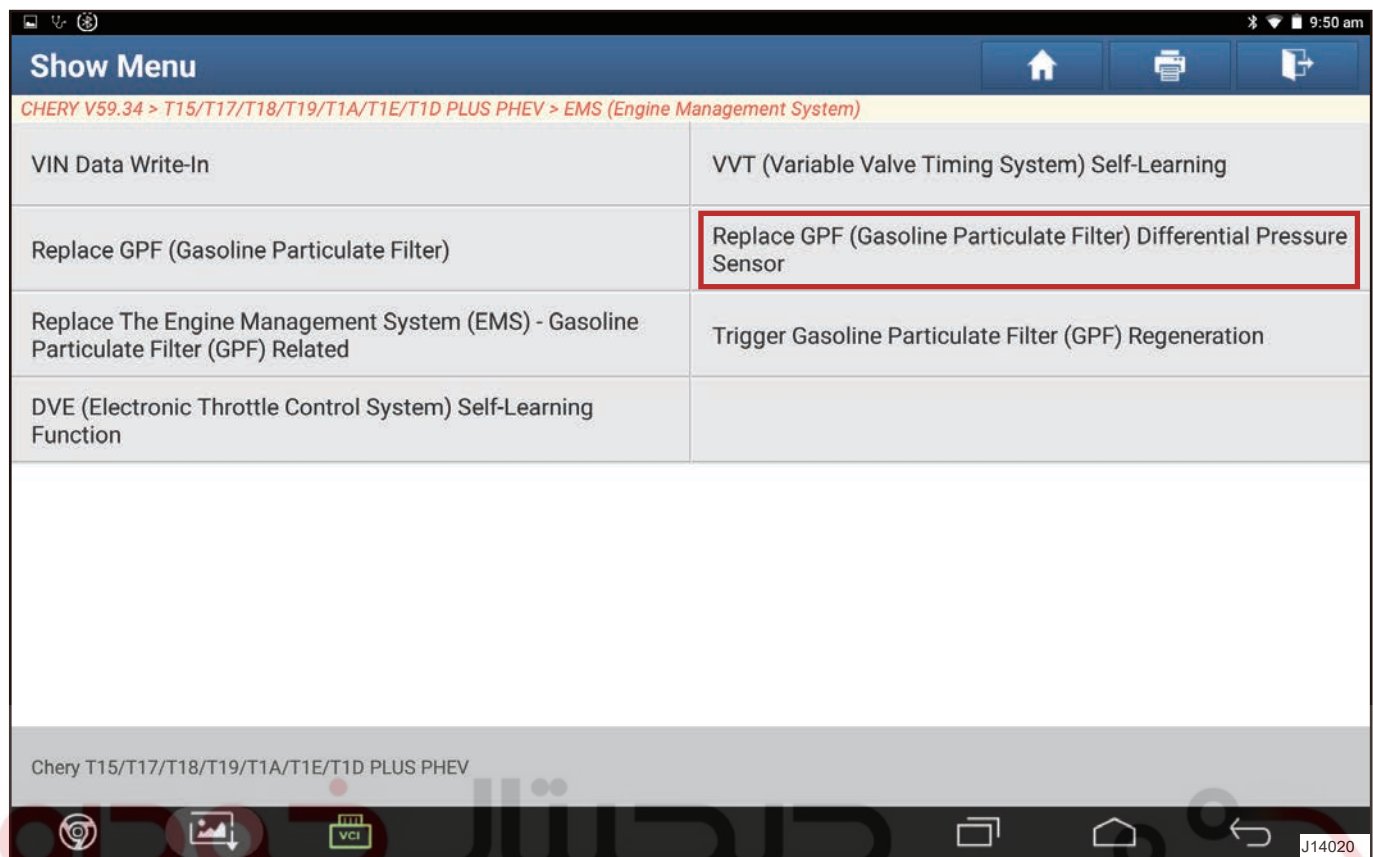 9:50 am
Show Menu
CHERY V59.34 > T15/T17/T18/T19/T1A/T1E/T1D PLUS PHEV > EMS (Engine Management System)
VIN Data Write-In
VVT (Variable Valve Timing System) Self-Learning
Replace GPF (Gasoline Particulate Filter)
Replace GPF (Gasoline Particulate Filter) Differential Pressure
Sensor
Replace The Engine Management System (EMS) - Gasoline
Particulate Filter (GPF) Related
Trigger Gasoline Particulate Filter (GPF) Regeneration
DVE (Electronic Throttle Control System) Self-Learning
Function
Chery T15/T17/T18/T19/T1A/T1E/T1D PLUS PHEV
VCI
J14020